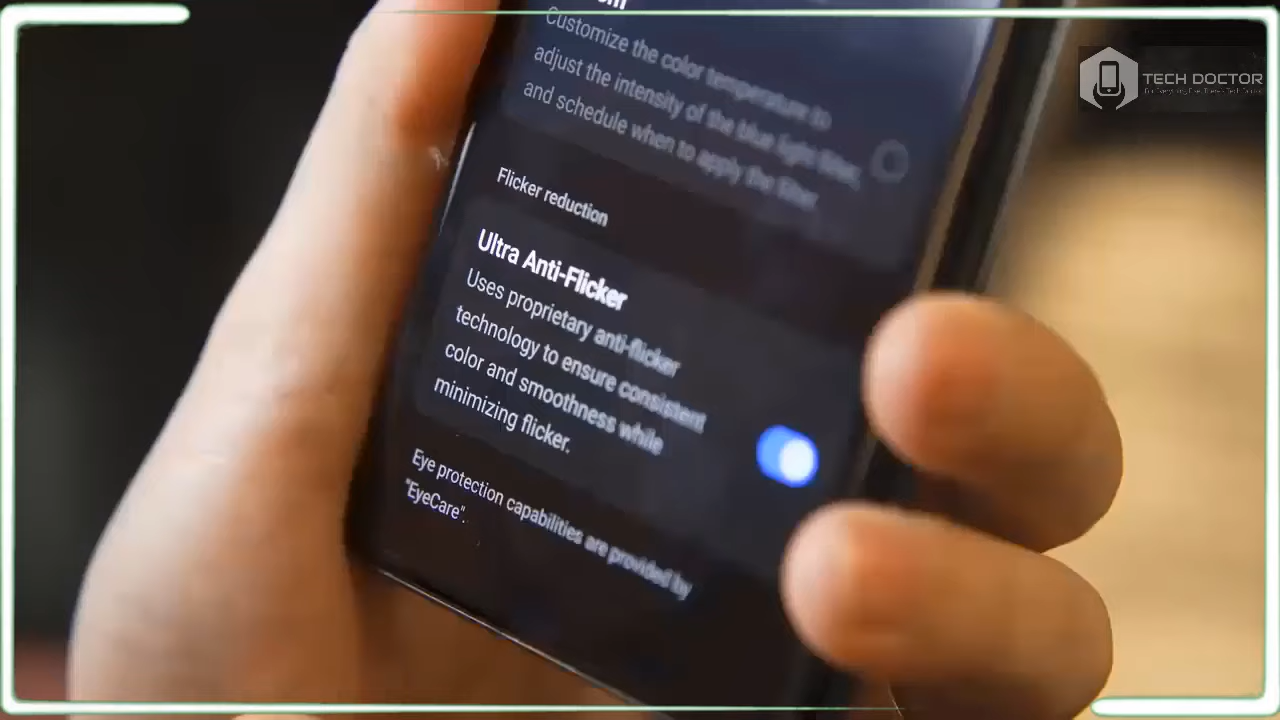 Customize the color temperature to
adjust the intensity of the blue light filter,
and schedule when to apply the filter.
Flicker reduction
Ultra Anti-Flicker
Uses proprietary anti-flicker
technology to ensure consistent
color and smoothness while
minimizing flicker.
Eye protection capabilities are provided by
"EyeCare".
TECH DOCTOR